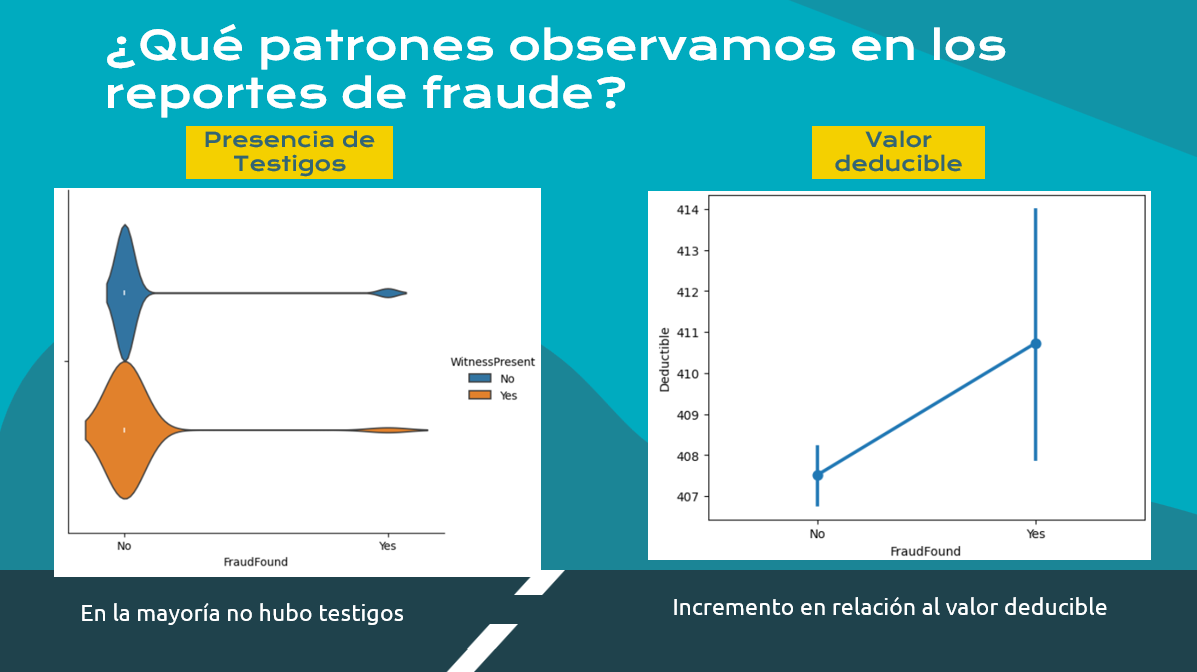 ¿Qué patrones observamos en los
reportes de fraude?
Presencia de
Testigos
WitnessPresent
No
Yes
No
Yes
FraudFound
En la mayoría no hubo testigos
Valor
deducible
414
413
412
411
410
409
408
407
Deductible
No
Yes
FraudFound
Incremento en relación al valor deducible